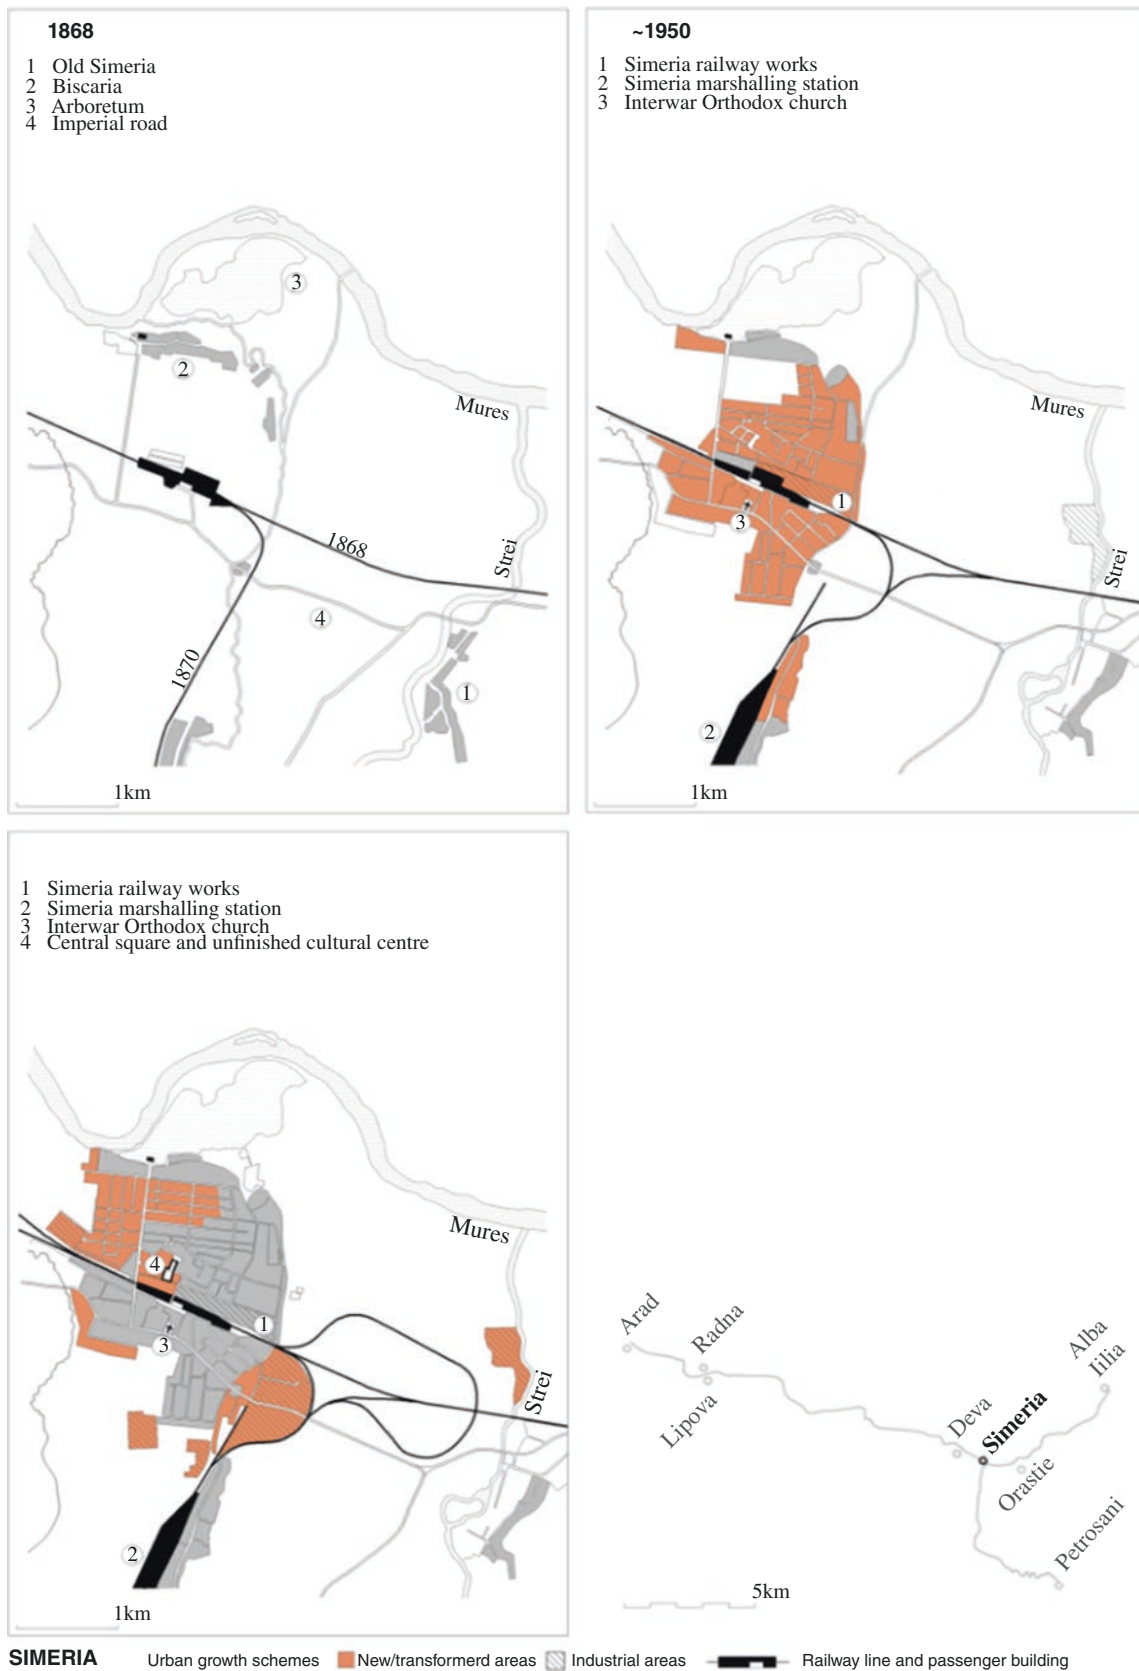 1868
1 Old Simeria
2 Biscaria
3 Arboretum
4 Imperial road
3
2
Mures
1868
Strei
4
1870
1
1km
~1950
1 Simeria railway works
2 Simeria marshalling station
3 Interwar Orthodox church
Mures
1
3
Strei
2
1km
1 Simeria railway works
2 Simeria marshalling station
3 Interwar Orthodox church
4 Central square and unfinished cultural centre
Mures
4
1
3
Strei
2
1km
Arad
Radna
Lipova
Deva
Simeria
Orastie
Alba
Iilia
Petrosani
5km
SIMERIA Urban growth schemes New/transformerd areas Industrial areas Railway line and passenger building